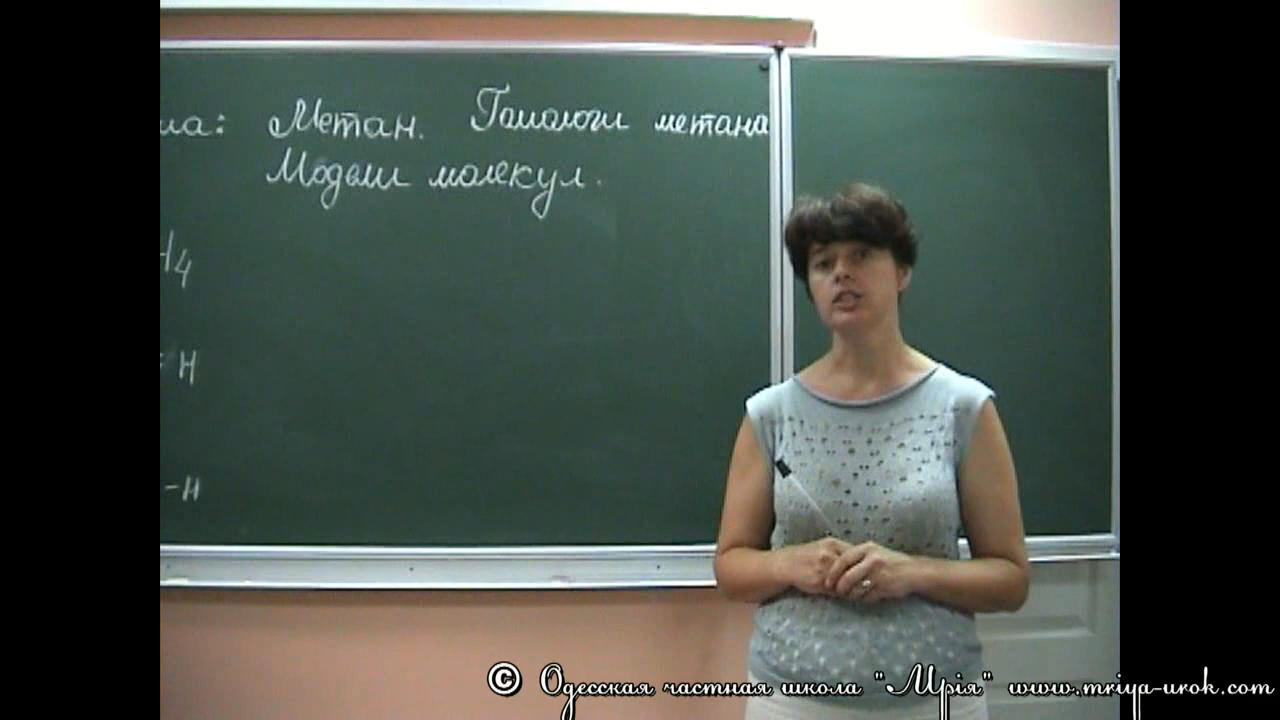 ма: Метан. Гомологи метана
Модели молекул.
H4
H
-H
© Одесская частная школа "Мрія" www.mriya-urok.com